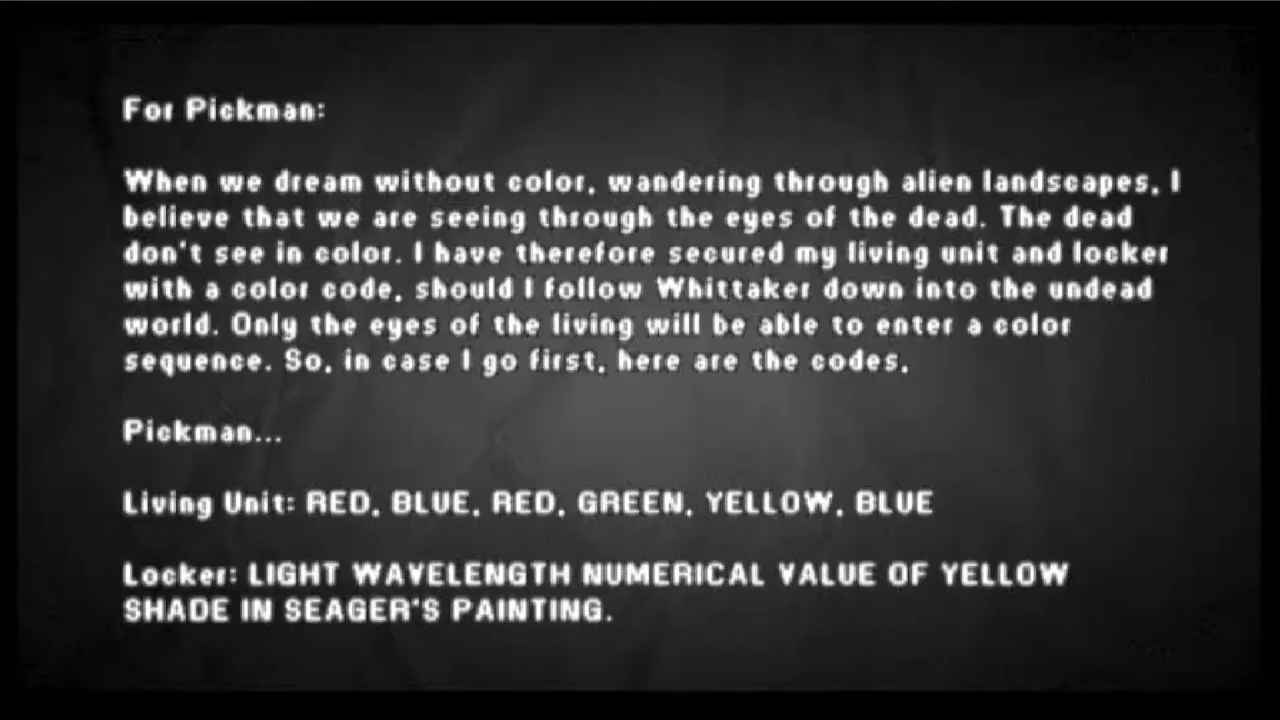 For Pickman:
When we dream without color, wandering through alien landscapes, I
believe that we are seeing through the eyes of the dead. The dead
don't see in color. I have therefore secured my living unit and locker
with a color code, should I follow Whittaker down into the undead
world. Only the eyes of the living will be able to enter a color
sequence. So, in case I go first, here are the codes,
Pickman...
Living Unit: RED, BLUE, RED, GREEN, YELLOW, BLUE
Locker: LIGHT WAVELENGTH NUMERICAL VALUE OF YELLOW
SHADE IN SEAGER'S PAINTING.